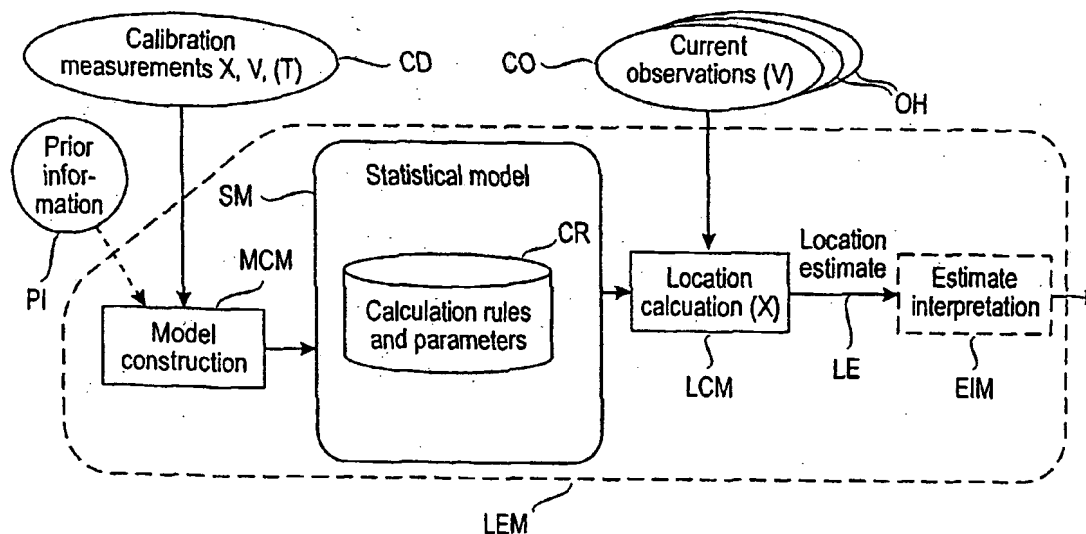 Calibration
measurements X, V, (T)
CD
CO
Current
observations (V)
OH
Prior
infor-
mation
PI
SM
Statistical model
CR
Calculation rules
and parameters
MCM
Model
construction
Location
calcuation (X)
LCM
Location
estimate
LE
Estimate
interpretation
EIM
LEM